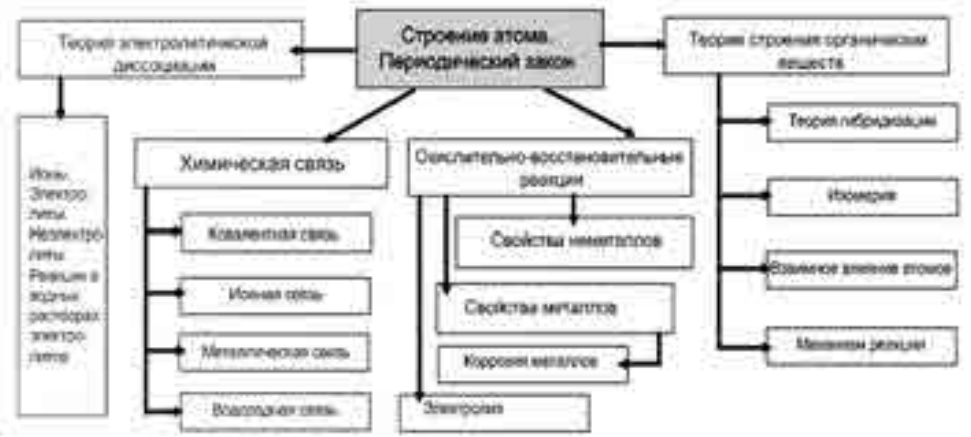 Теория электролитической
диссоциации
Строение атома.
Периодический закон
Теория строения органических
веществ
Ионы.
Электро
литы.
Неэлектро
литы.
Реакции в
водных
растворах
электро
литов
Химическая связь
Ковалентная связь
Ионная связь
Металлическая связь
Водородная связь
Окислительно-восстановительные
реакции
Свойства неметаллов
Свойства металлов
Коррозия металлов
Электролиз
Теория гибридизации
Изомерия
Взаимное влияние атомов
Механизм реакции